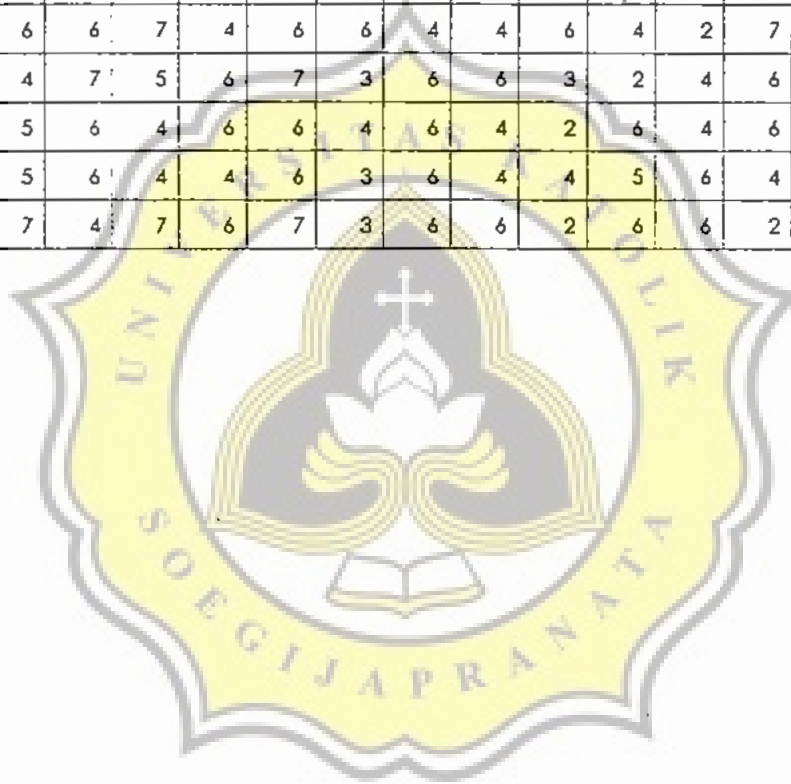 6 6 7 4 6 6 4 4 6 4 2 7
4 7 5 6 7 3 6 6 3 2 4 6
5 6 4 6 6 4 6 4 2 6 4 6
5 6 4 4 6 3 6 4 4 5 6 4
7 4 7 6 7 3 6 6 2 6 6 2
UNIVERSITAS KATOLIK
SOEGIJAPRANATA